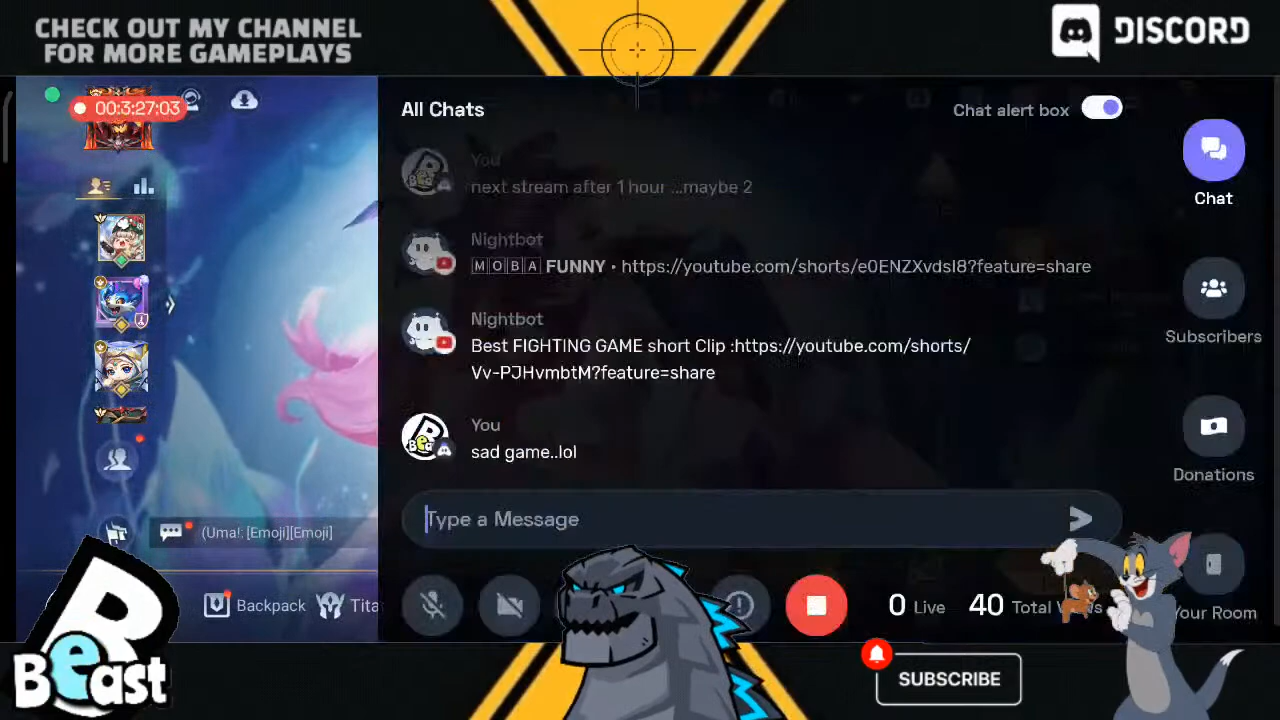 CHECK OUT MY CHANNEL
FOR MORE GAMEPLAYS
DISCORD
00:3:27:03
All Chats
Chat alert box
You
next stream after 1 hour ...maybe 2
Chat
Nightbot
🄼🄾🄱🄰 FUNNY • https://youtube.com/shorts/e0ENZXvdsl8?feature=share
Nightbot
Best FIGHTING GAME short Clip :https://youtube.com/shorts/
Vv-PJHvmbtM?feature=share
Subscribers
You
sad game..lol
Donations
Type a Message
(Uma!: [Emoji][Emoji]
Backpack
Tita
0 Live
40 Total
Your Room
Beast
SUBSCRIBE